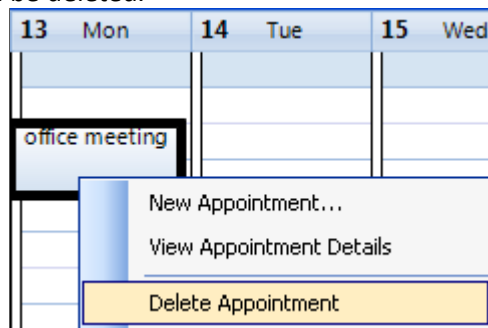 be deleted.
13 Mon 14 Tue 15 Wed
office meeting
New Appointment...
View Appointment Details
Delete Appointment